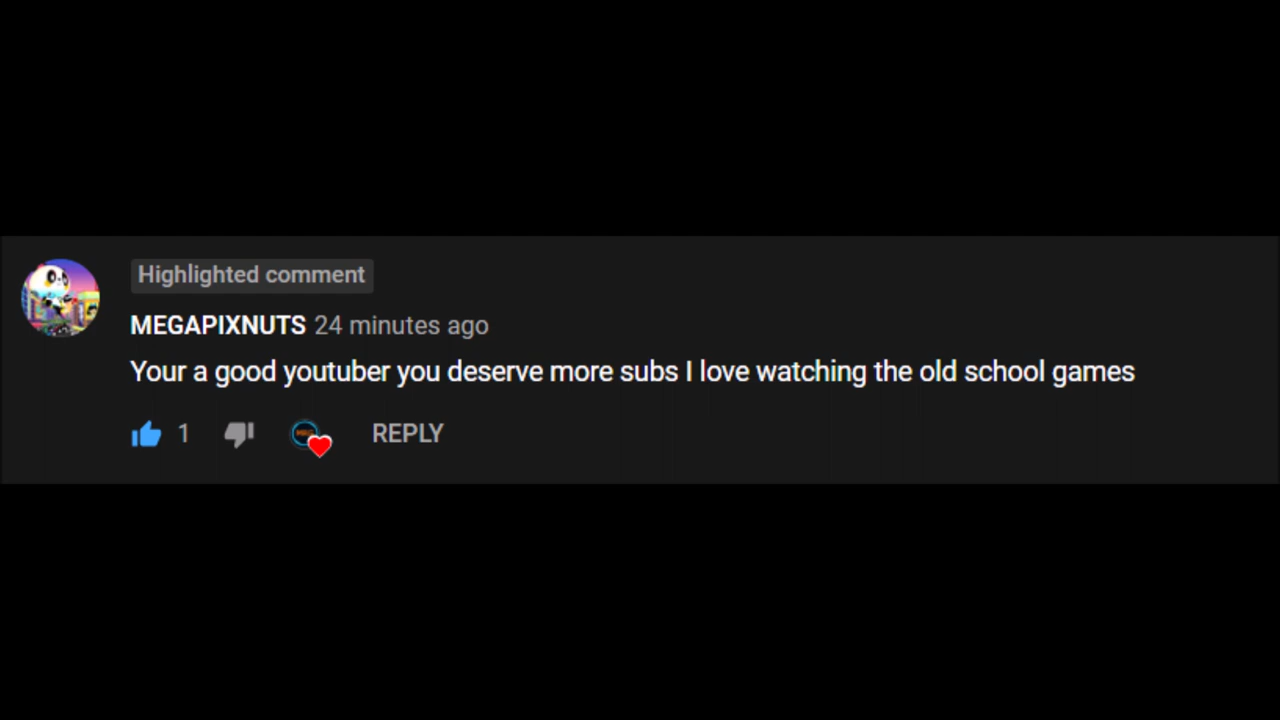 Highlighted comment
MEGAPIXNUTS 24 minutes ago
Your a good youtuber you deserve more subs I love watching the old school games
1 REPLY